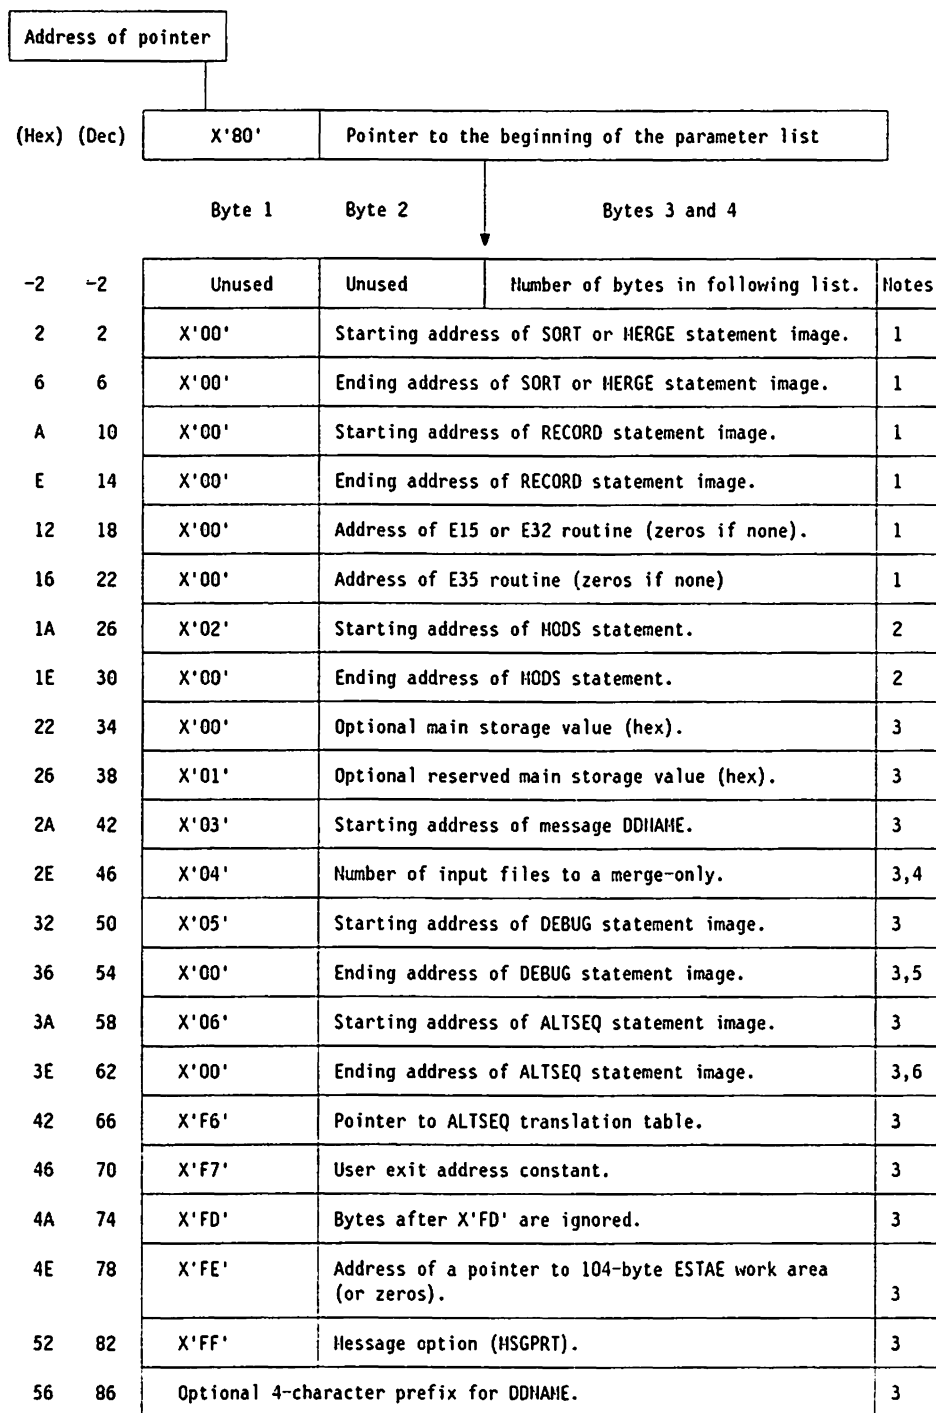 Address of pointer
(Hex) (Dec) X'80' Pointer to the beginning of the parameter list
Byte 1 Byte 2 Bytes 3 and 4
-2 -2 Unused Unused Number of bytes in following list. Notes
2 2 X'00' Starting address of SORT or MERGE statement image. 1
6 6 X'00' Ending address of SORT or MERGE statement image. 1
A 10 X'00' Starting address of RECORD statement image. 1
E 14 X'00' Ending address of RECORD statement image. 1
12 18 X'00' Address of E15 or E32 routine (zeros if none). 1
16 22 X'00' Address of E35 routine (zeros if none) 1
1A 26 X'02' Starting address of MODS statement. 2
1E 30 X'00' Ending address of MODS statement. 2
22 34 X'00' Optional main storage value (hex). 3
26 38 X'01' Optional reserved main storage value (hex). 3
2A 42 X'03' Starting address of message DDNAME. 3
2E 46 X'04' Number of input files to a merge-only. 3,4
32 50 X'05' Starting address of DEBUG statement image. 3
36 54 X'00' Ending address of DEBUG statement image. 3,5
3A 58 X'06' Starting address of ALTSEQ statement image. 3
3E 62 X'00' Ending address of ALTSEQ statement image. 3,6
42 66 X'F6' Pointer to ALTSEQ translation table. 3
46 70 X'F7' User exit address constant. 3
4A 74 X'FD' Bytes after X'FD' are ignored. 3
4E 78 X'FE' Address of a pointer to 104-byte ESTAE work area
(or zeros). 3
52 82 X'FF' Message option (MSGPRT). 3
56 86 Optional 4-character prefix for DDNAME. 3